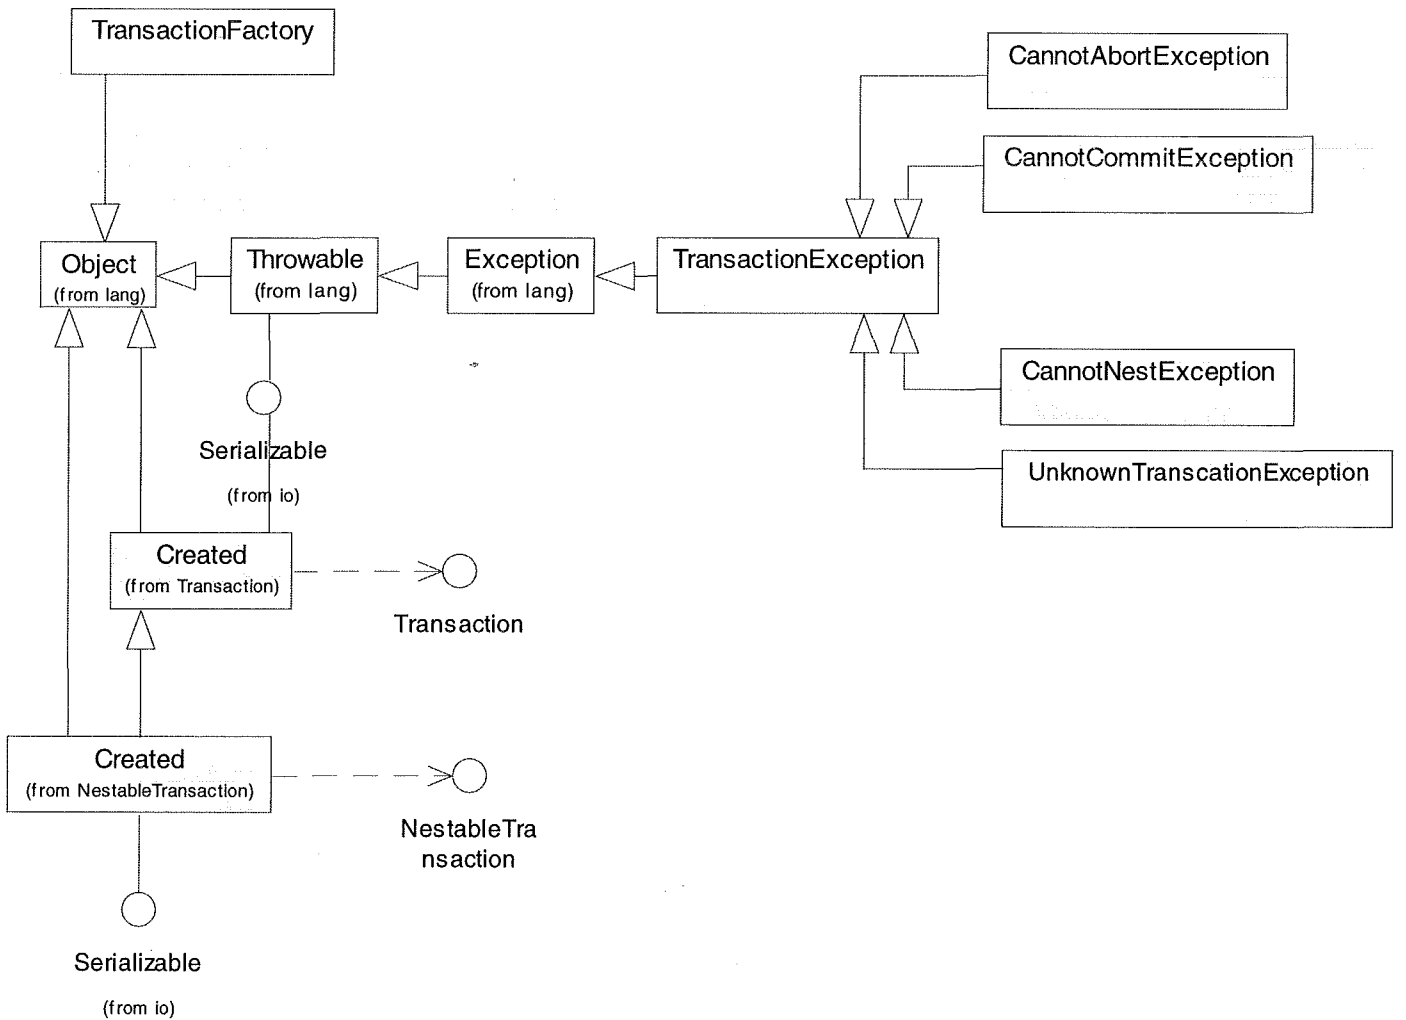 TransactionFactory
CannotAbortException
CannotCommitException
Object
(from lang)
Throwable
(from lang)
Exception
(from lang)
TransactionException
CannotNestException
Serializable
(from io)
UnknownTranscationException
Created
(from Transaction)
Transaction
Created
(from NestableTransaction)
NestableTra
nsaction
Serializable
(from io)